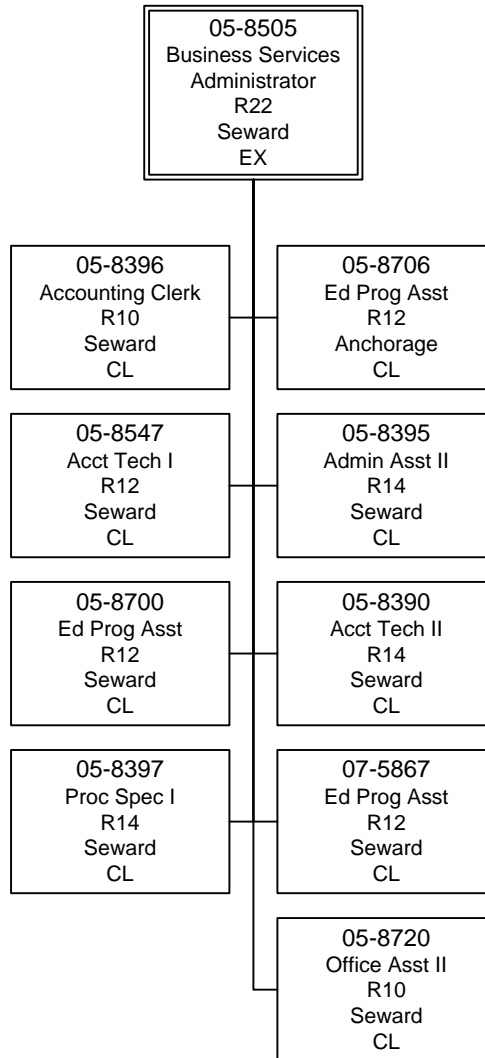 05-8505
Business Services
Administrator
R22
Seward
EX
05-8396
Accounting Clerk
R10
Seward
CL
05-8706
Ed Prog Asst
R12
Anchorage
CL
05-8547
Acct Tech I
R12
Seward
CL
05-8395
Admin Asst II
R14
Seward
CL
05-8700
Ed Prog Asst
R12
Seward
CL
05-8390
Acct Tech II
R14
Seward
CL
05-8397
Proc Spec I
R14
Seward
CL
07-5867
Ed Prog Asst
R12
Seward
CL
05-8720
Office Asst II
R10
Seward
CL